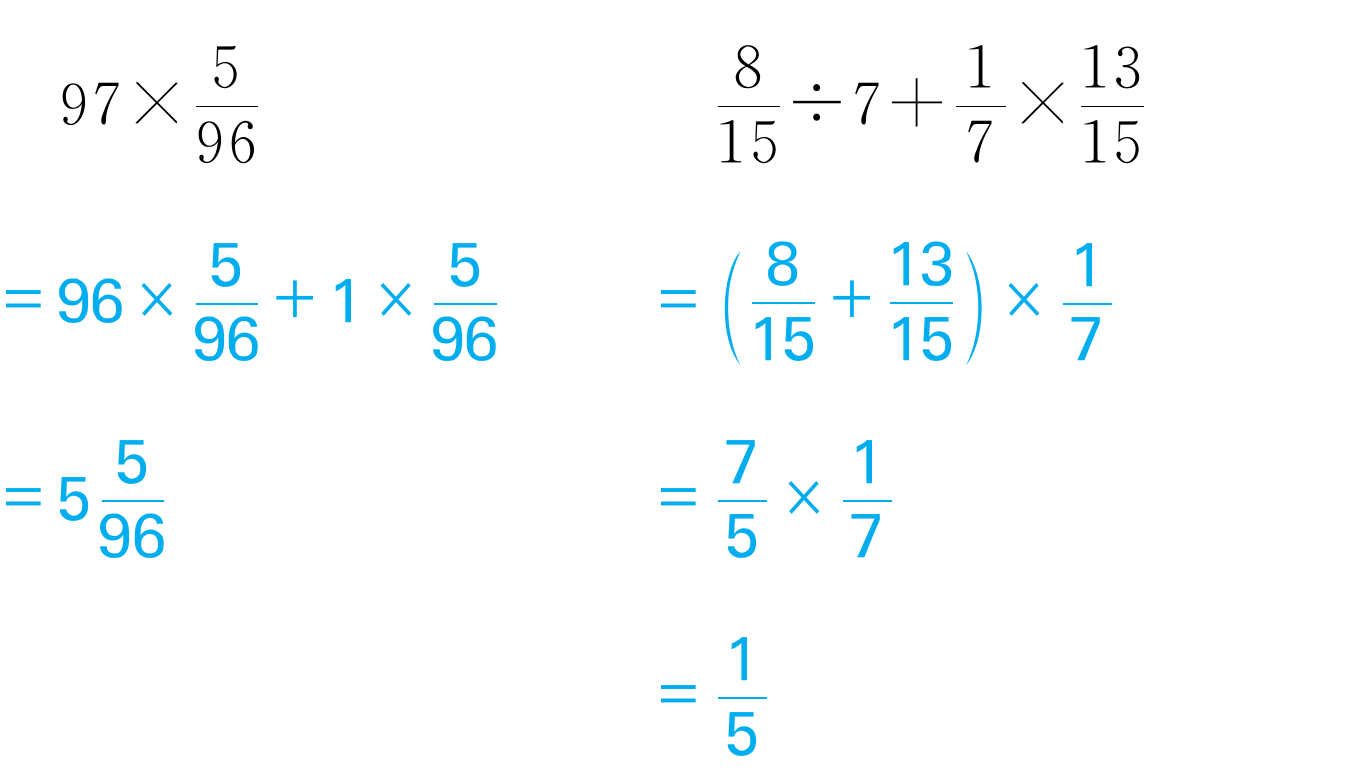 97 × 5/96
= 96 × 5/96 + 1 × 5/96
= 5 5/96
8/15 ÷ 7 + 1/7 × 13/15
= (8/15 + 13/15) × 1/7
= 7/5 × 1/7
= 1/5